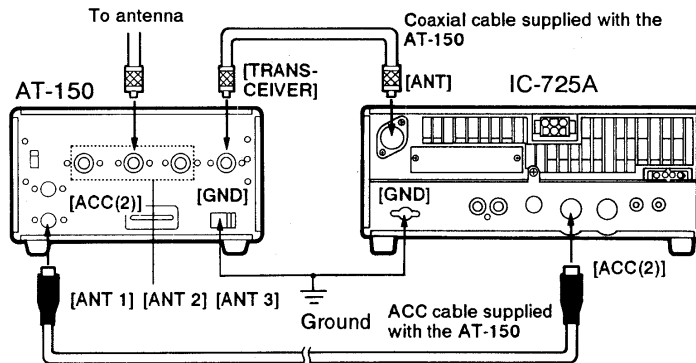 To antenna
Coaxial cable supplied with the
AT-150
[TRANS-
CEIVER]
[ANT]
AT-150
IC-725A
[ACC(2)]
[GND]
[GND]
[ANT 1] [ANT 2] [ANT 3]
Ground
[ACC(2)]
ACC cable supplied
with the AT-150